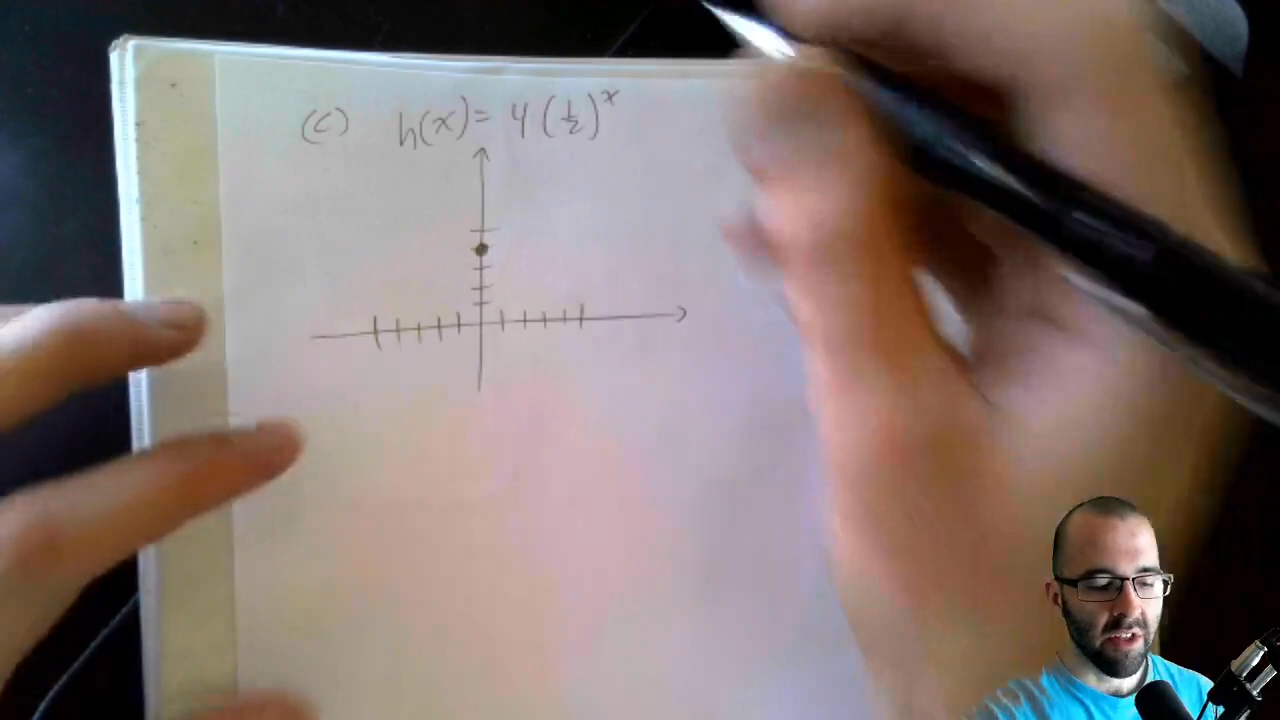 (c) h(x) = 4(½)ˣ